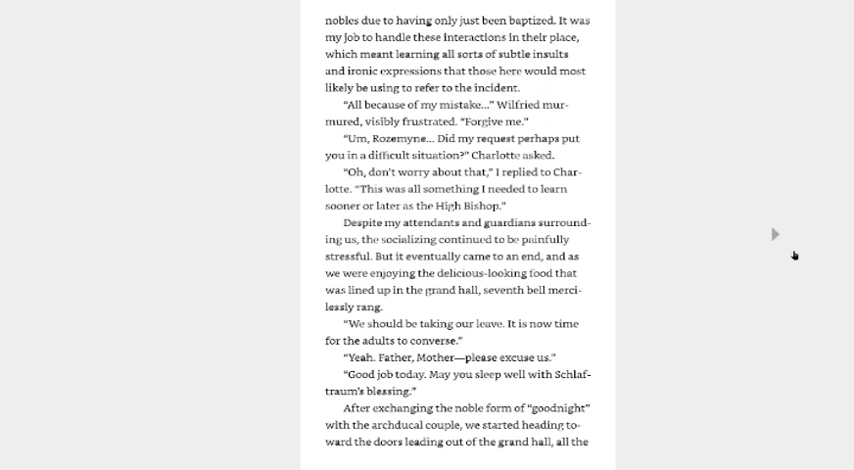 nobles due to having only just been baptized. It was
my job to handle these interactions in their place,
which meant learning all sorts of subtle insults
and ironic expressions that those here would most
likely be using to refer to the incident.
“All because of my mistake...” Wilfried mur-
mured, visibly frustrated. “Forgive me.”
“Um, Rozemyne... Did my request perhaps put
you in a difficult situation?” Charlotte asked.
“Oh, don’t worry about that,” I replied to Char-
lotte. “This was all something I needed to learn
sooner or later as the High Bishop.”
Despite my attendants and guardians surround-
ing us, the socializing continued to be painfully
stressful. But it eventually came to an end, and as
we were enjoying the delicious-looking food that
was lined up in the grand hall, seventh bell merci-
lessly rang.
“We should be taking our leave. It is now time
for the adults to converse.”
“Yeah. Father, Mother—please excuse us.”
“Good job today. May you sleep well with Schlaf-
traum’s blessing.”
After exchanging the noble form of “goodnight”
with the archducal couple, we started heading to-
ward the doors leading out of the grand hall, all the